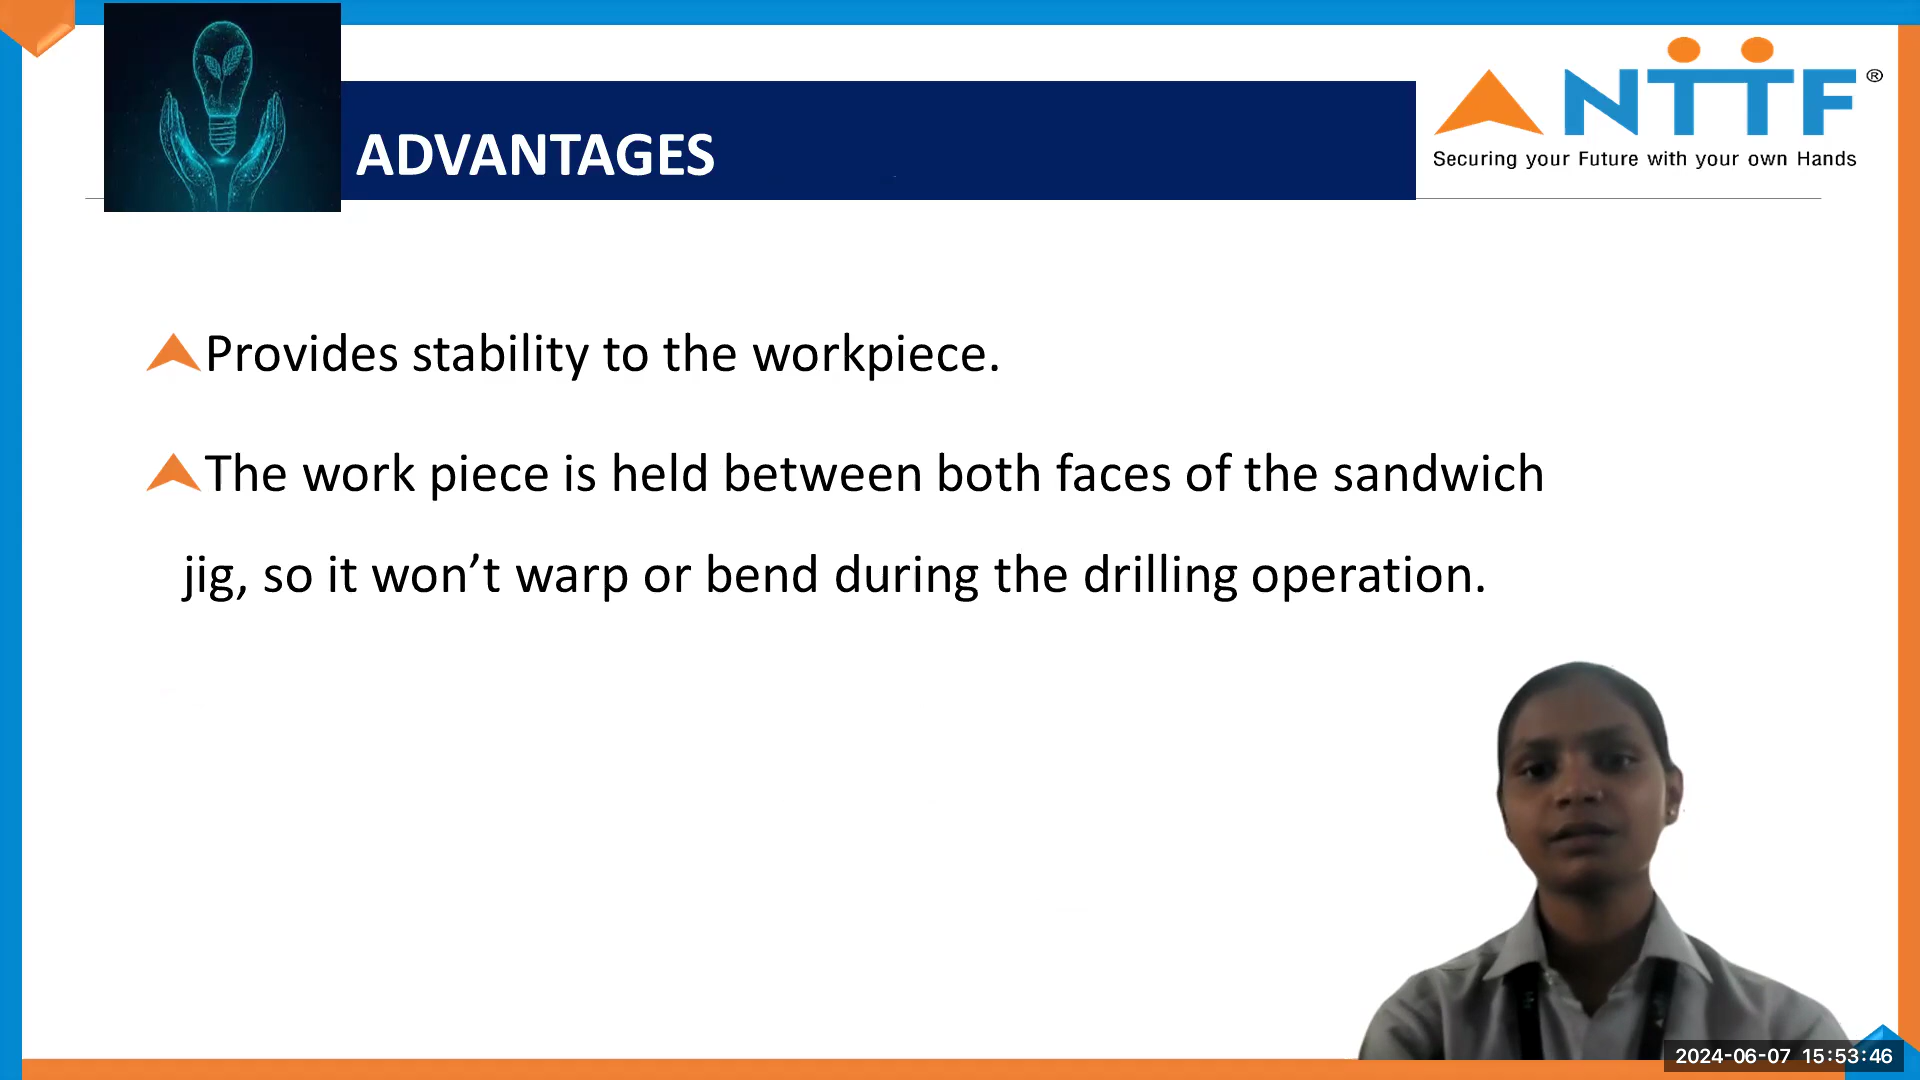 ADVANTAGES
NTTF®
Securing your Future with your own Hands
Provides stability to the workpiece.
The work piece is held between both faces of the sandwich
jig, so it won’t warp or bend during the drilling operation.
2024-06-07 15:53:46